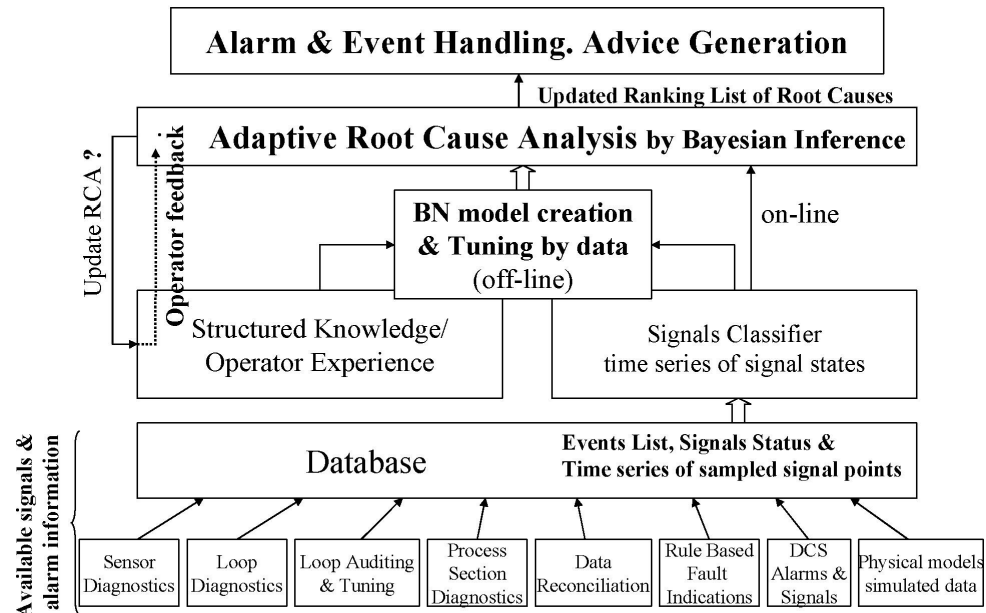 Alarm & Event Handling. Advice Generation
Updated Ranking List of Root Causes
Adaptive Root Cause Analysis by Bayesian Inference
Update RCA ?
Operator feedback
BN model creation
& Tuning by data
(off-line)
on-line
Structured Knowledge/
Operator Experience
Signals Classifier
time series of signal states
Available signals &
alarm information
Database
Events List, Signals Status &
Time series of sampled signal points
Sensor
Diagnostics
Loop
Diagnostics
Loop Auditing
& Tuning
Process
Section
Diagnostics
Data
Reconciliation
Rule Based
Fault
Indications
DCS
Alarms &
Signals
Physical models
simulated data